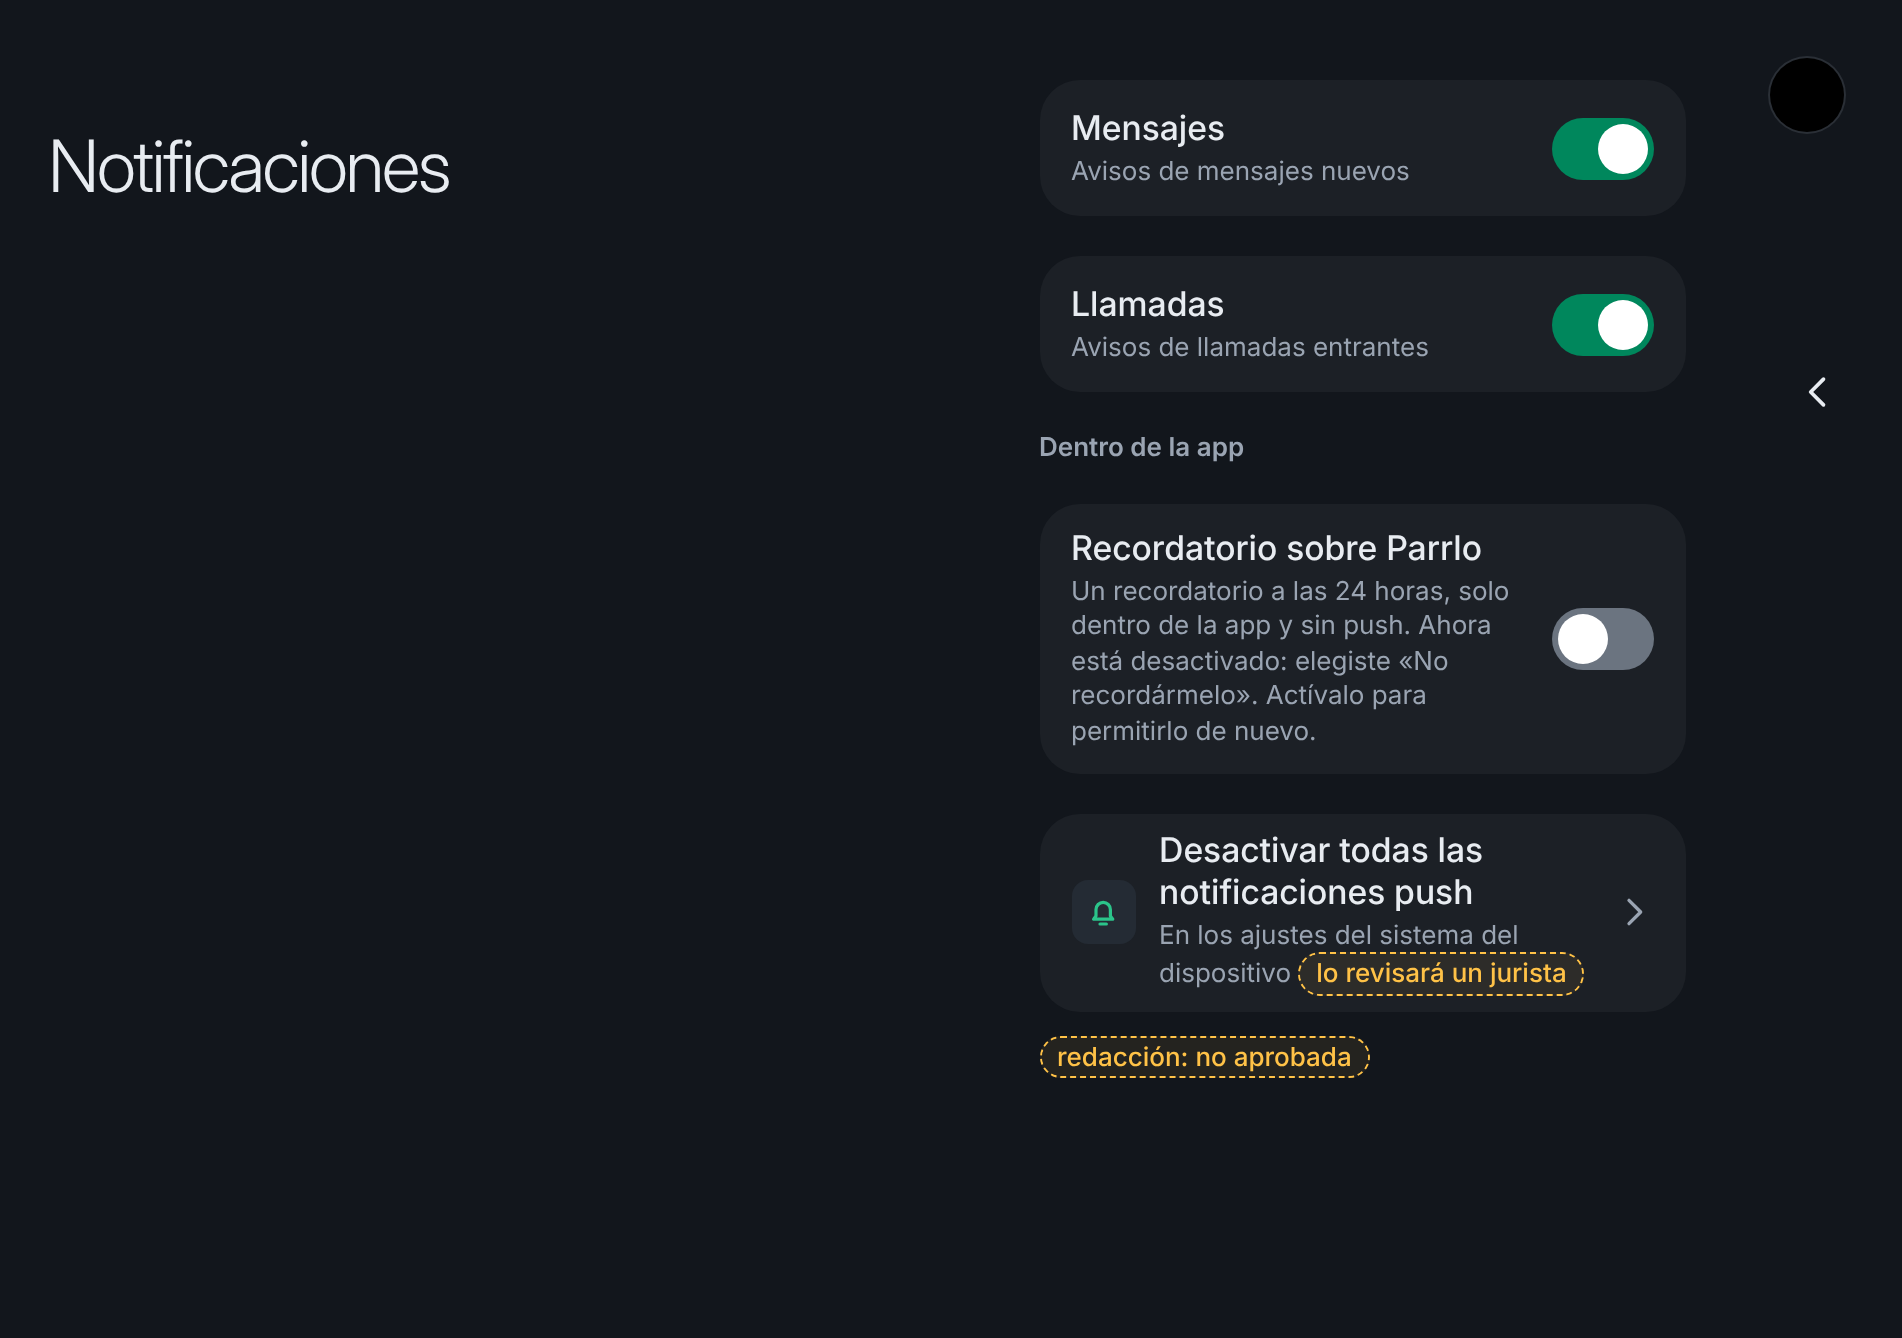 Notificaciones
Mensajes
Avisos de mensajes nuevos
Llamadas
Avisos de llamadas entrantes
Dentro de la app
Recordatorio sobre Parrlo
Un recordatorio a las 24 horas, solo
dentro de la app y sin push. Ahora
está desactivado: elegiste «No
recordármelo». Actívalo para
permitirlo de nuevo.
Desactivar todas las
notificaciones push
En los ajustes del sistema del
dispositivo lo revisará un jurista
redacción: no aprobada